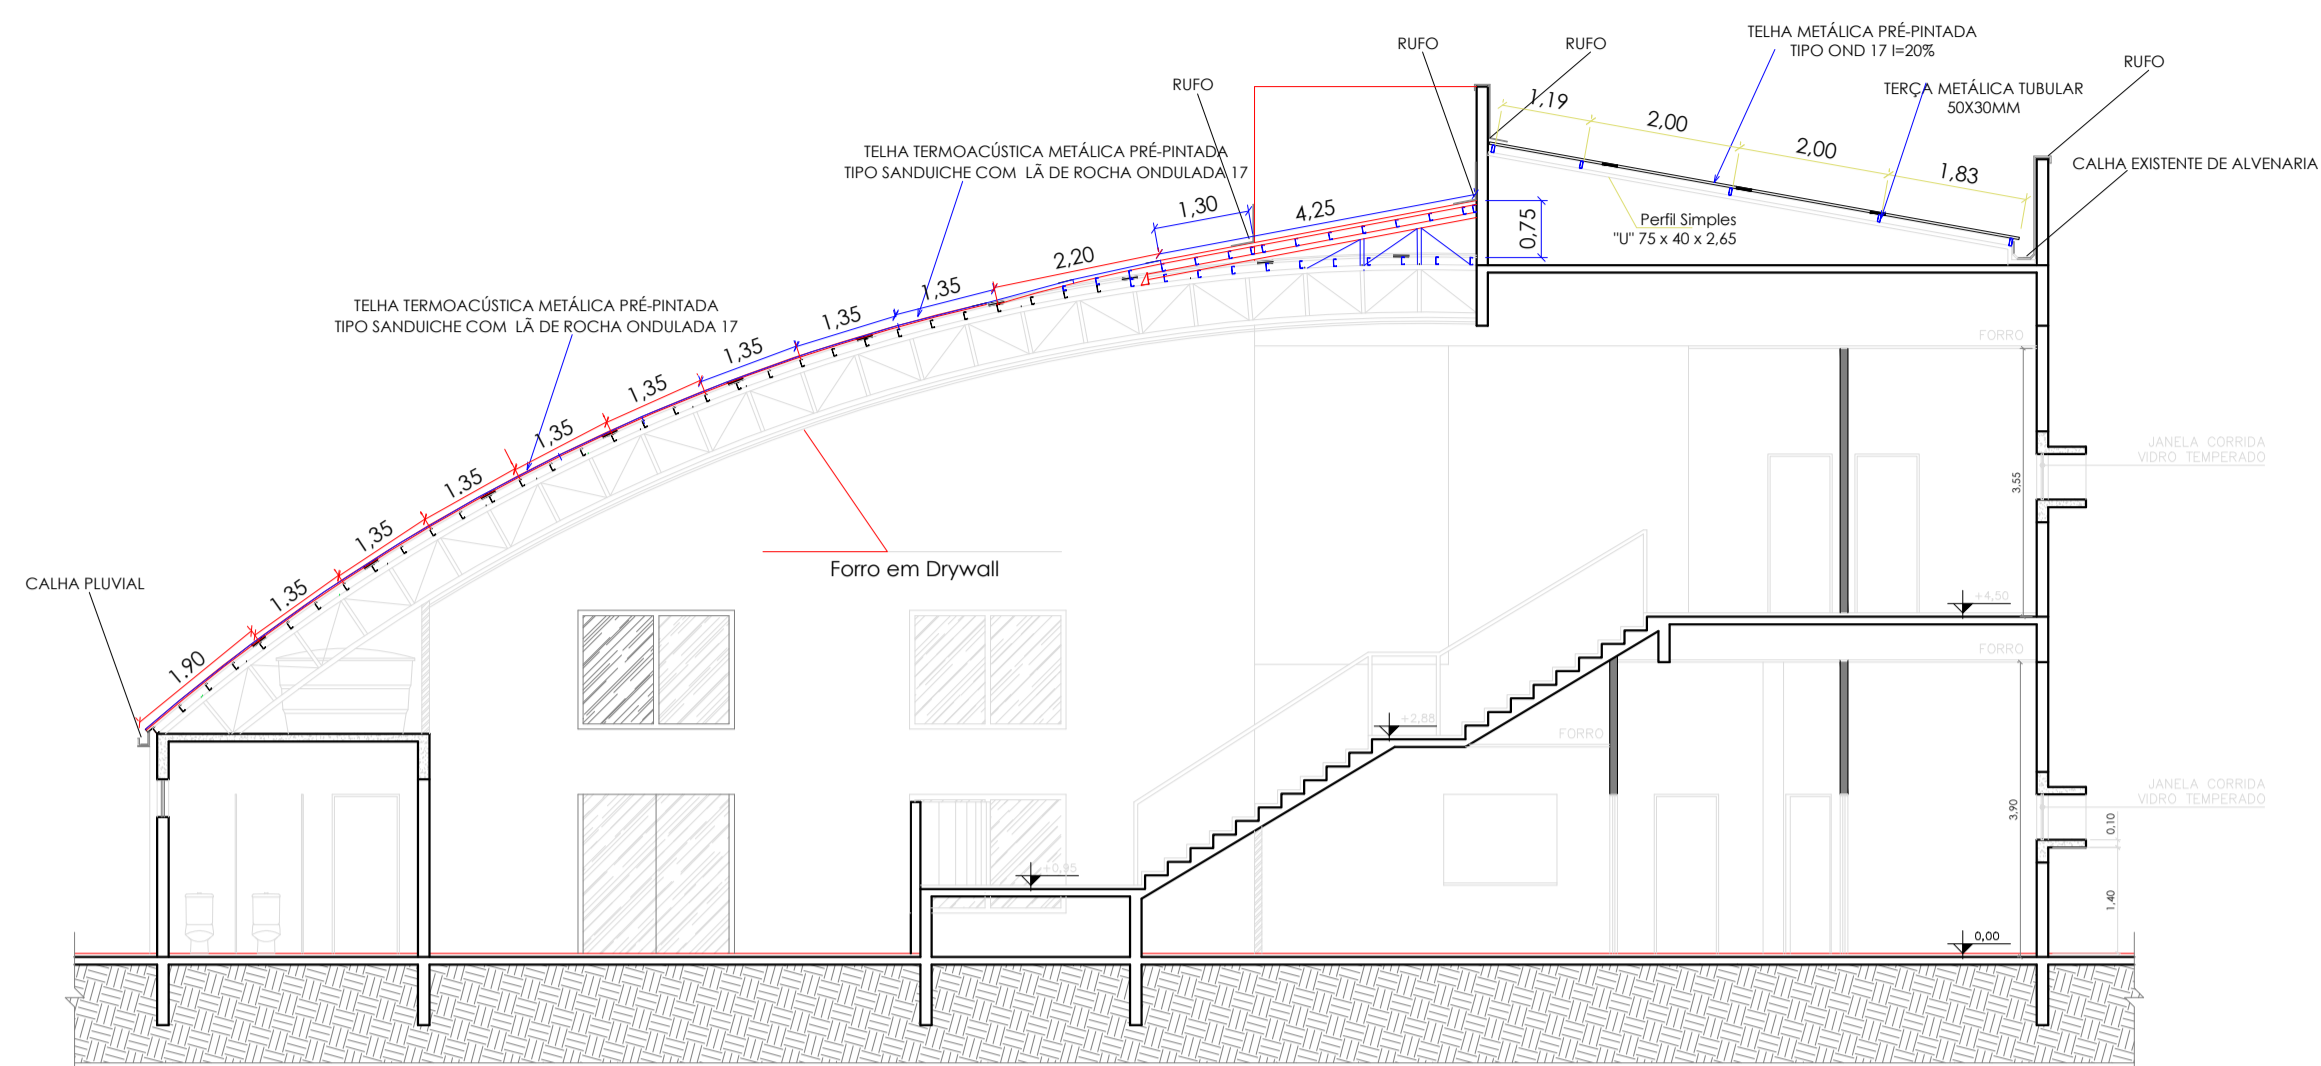 TELHA METÁLICA PRÉ-PINTADA
TIPO OND 17 I=20%
RUFO
RUFO
RUFO
RUFO
TERÇA METÁLICA TUBULAR
50X30MM
1,19
2,00
2,00
1,83
CALHA EXISTENTE DE ALVENARIA
TELHA TERMOACÚSTICA METÁLICA PRÉ-PINTADA
TIPO SANDUICHE COM LÃ DE ROCHA ONDULADA 17
1,30
4,25
0,75
Perfil Simples
"U" 75 x 40 x 2,65
2,20
1,35
1,35
1,35
1,35
1,35
1.35
1,35
1.35
1.90
TELHA TERMOACÚSTICA METÁLICA PRÉ-PINTADA
TIPO SANDUICHE COM LÃ DE ROCHA ONDULADA 17
FORRO
JANELA CORRIDA
VIDRO TEMPERADO
3,55
Forro em Drywall
CALHA PLUVIAL
+4,50
FORRO
+2,88
FORRO
JANELA CORRIDA
VIDRO TEMPERADO
3,90
0,10
+0,95
1,40
0,00